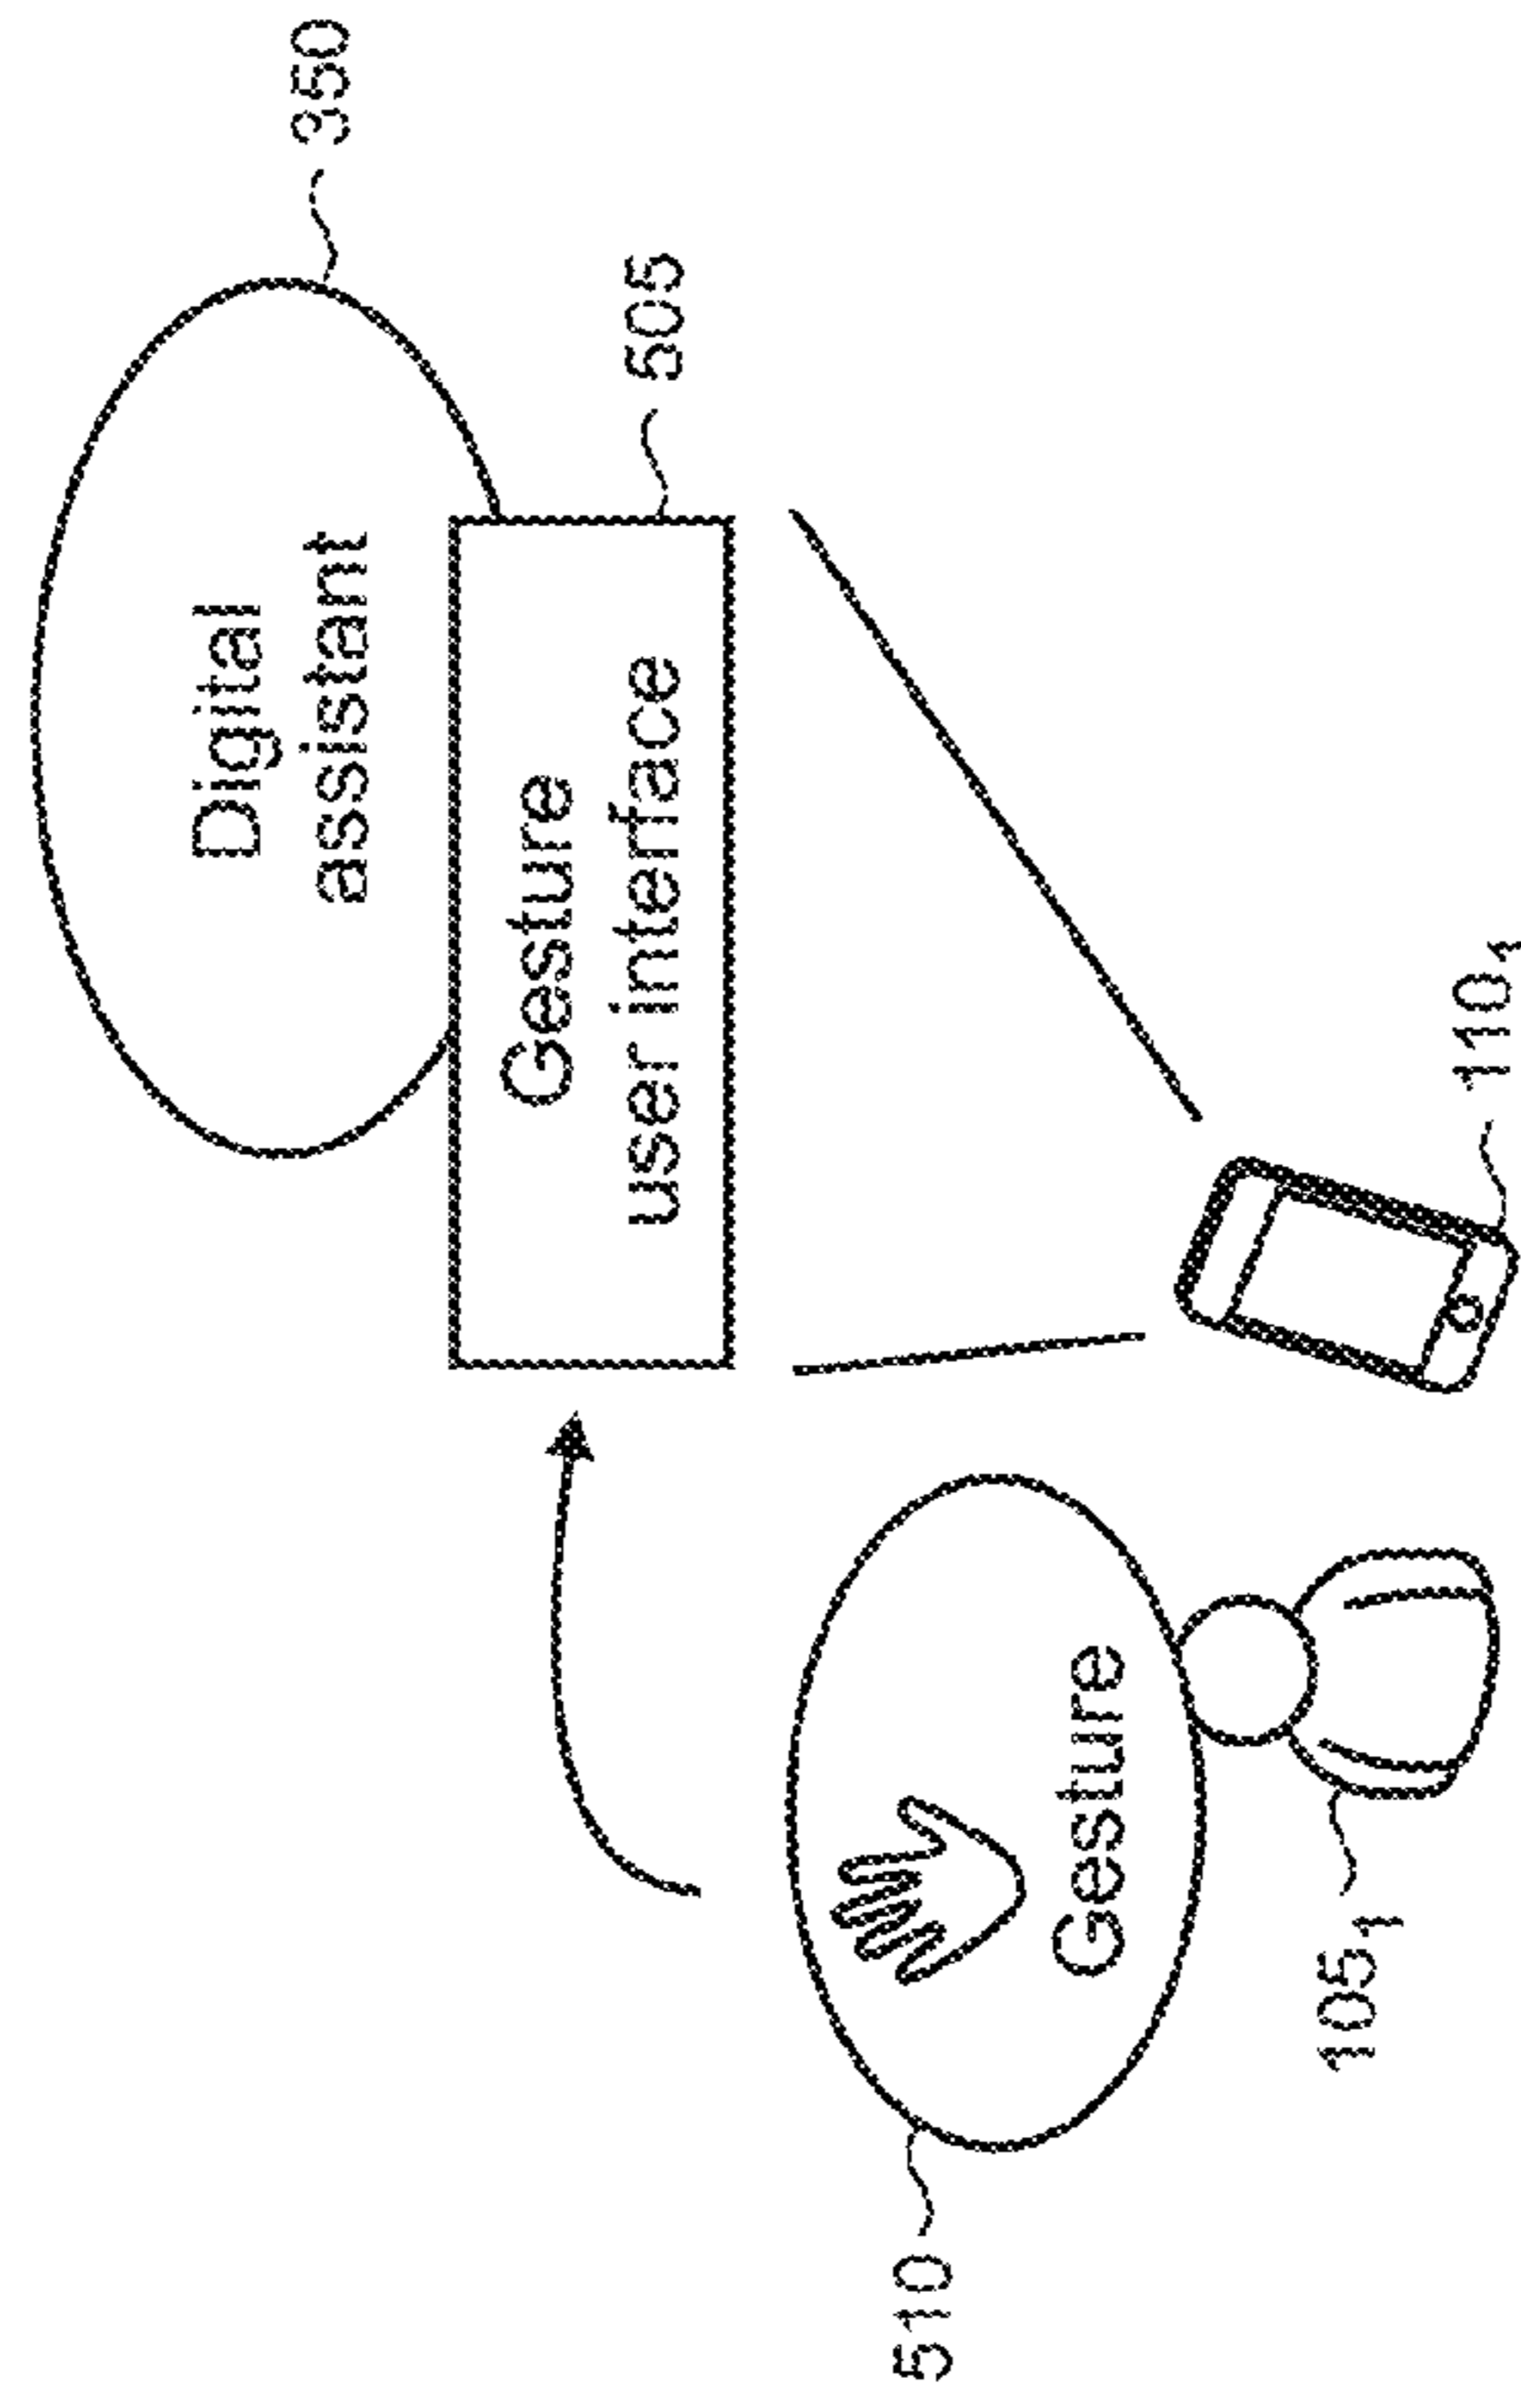 350
Digital
assistant
505
Gesture
user interface
510
Gesture
105₁
110₁